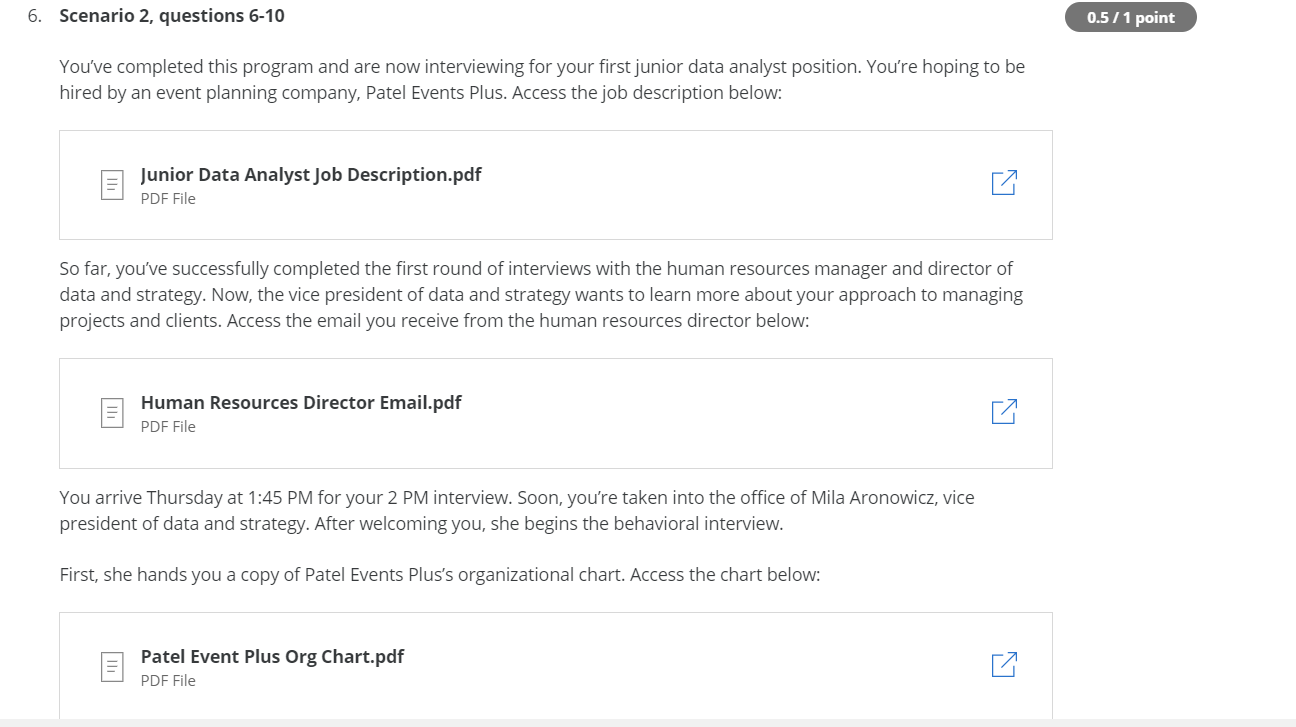 6. Scenario 2, questions 6-10
0.5 / 1 point
You’ve completed this program and are now interviewing for your first junior data analyst position. You’re hoping to be
hired by an event planning company, Patel Events Plus. Access the job description below:
Junior Data Analyst Job Description.pdf
PDF File
So far, you’ve successfully completed the first round of interviews with the human resources manager and director of
data and strategy. Now, the vice president of data and strategy wants to learn more about your approach to managing
projects and clients. Access the email you receive from the human resources director below:
Human Resources Director Email.pdf
PDF File
You arrive Thursday at 1:45 PM for your 2 PM interview. Soon, you’re taken into the office of Mila Aronowicz, vice
president of data and strategy. After welcoming you, she begins the behavioral interview.
First, she hands you a copy of Patel Events Plus’s organizational chart. Access the chart below:
Patel Event Plus Org Chart.pdf
PDF File